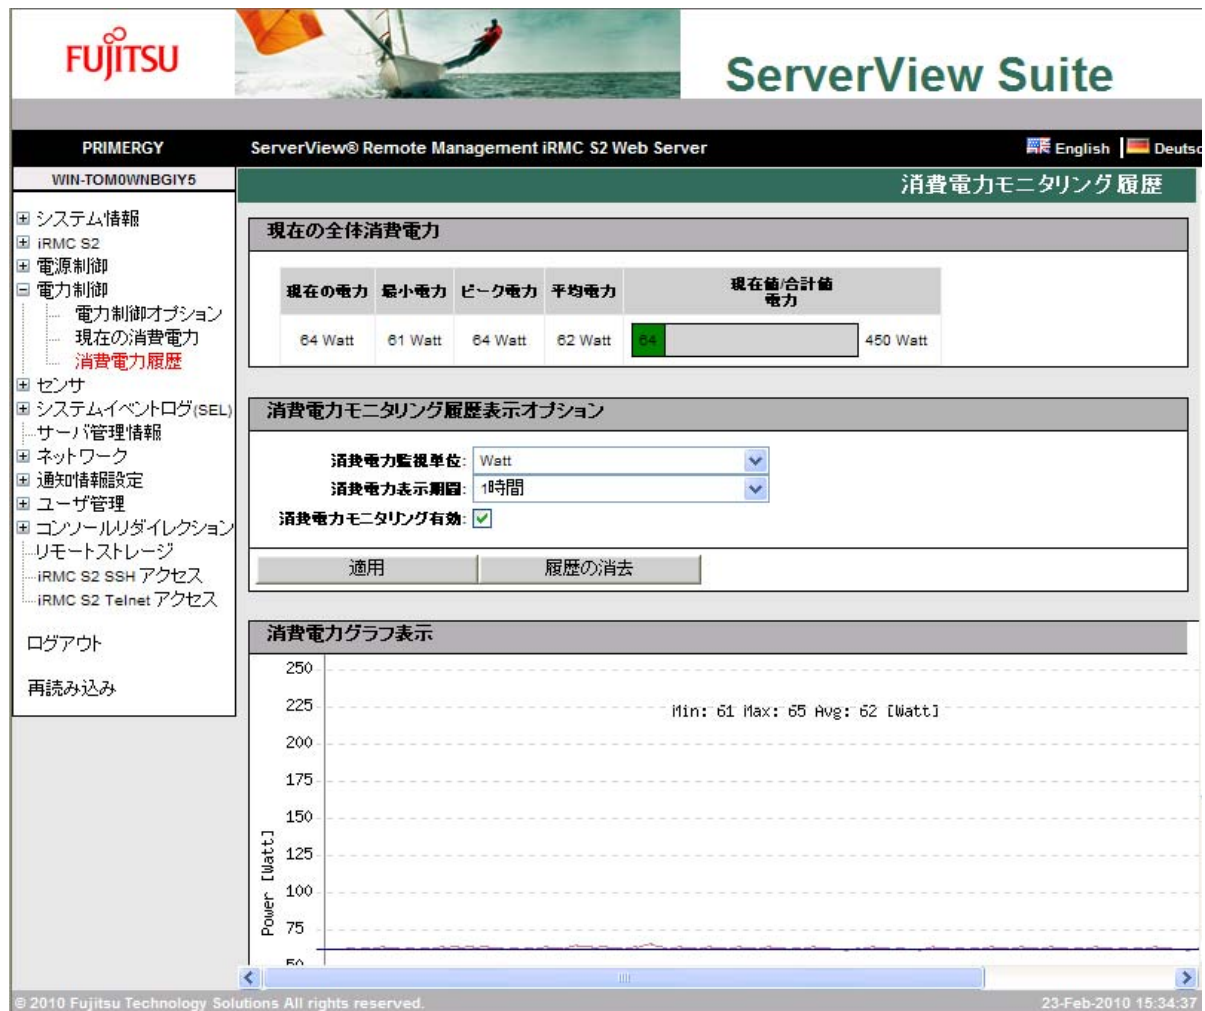 FUJITSU
ServerView Suite
PRIMERGY
ServerView® Remote Management iRMC S2 Web Server
English
Deutsc
WIN-TOM0WNBGIY5
消費電力モニタリング履歴
システム情報
iRMC S2
電源制御
電力制御
電力制御オプション
現在の消費電力
消費電力履歴
センサ
システムイベントログ(SEL)
サーバ管理情報
ネットワーク
通知情報設定
ユーザ管理
コンソールリダイレクション
リモートストレージ
iRMC S2 SSH アクセス
iRMC S2 Telnet アクセス
ログアウト
再読み込み
現在の全体消費電力
現在の電力 最小電力 ピーク電力 平均電力 現在値/合計値
電力
64 Watt 61 Watt 64 Watt 62 Watt 64 450 Watt
消費電力モニタリング履歴表示オプション
消費電力監視単位: Watt
消費電力表示期間: 1時間
消費電力モニタリング有効:
適用 履歴の消去
消費電力グラフ表示
250
225
Min: 61 Max: 65 Avg: 62 [Watt]
200
175
150
125
100
75
50
Power [Watt]
© 2010 Fujitsu Technology Solutions All rights reserved.
23-Feb-2010 15:34:37